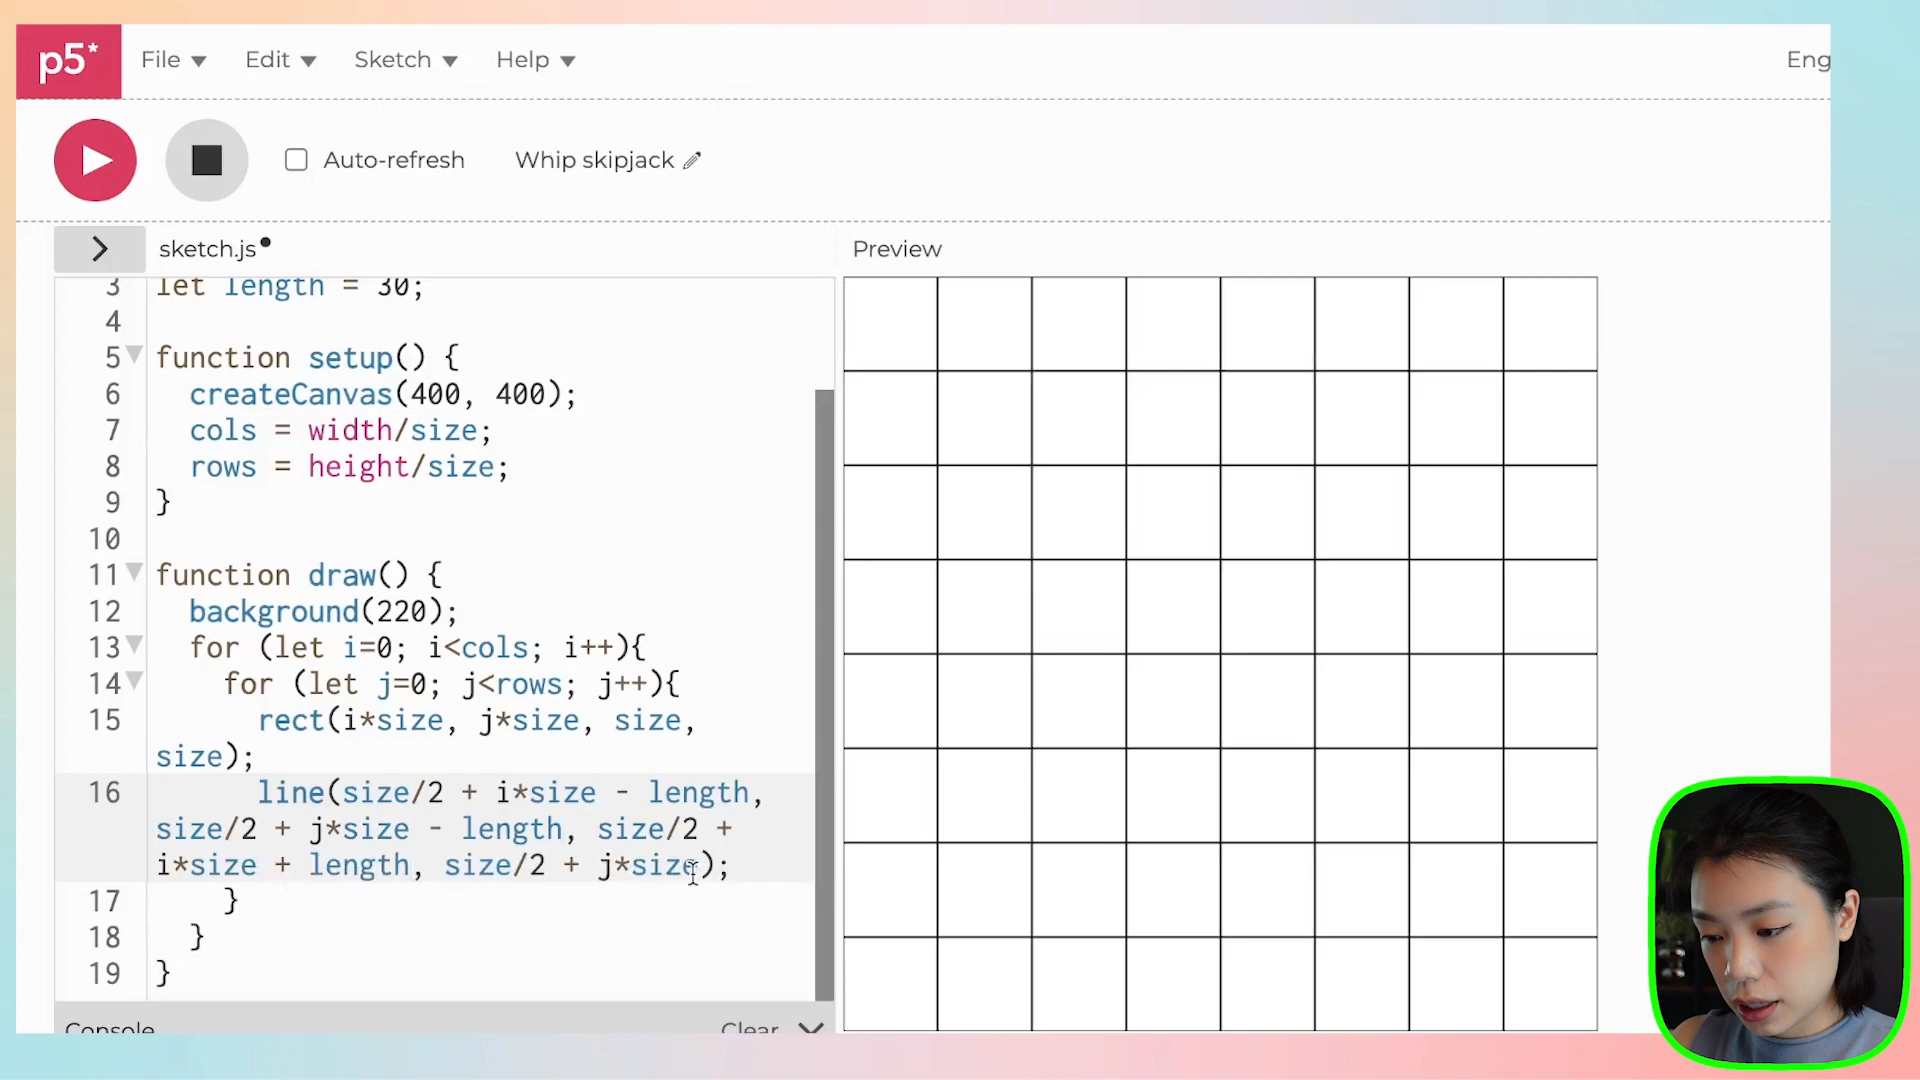 p5* File Edit Sketch Help Eng
Auto-refresh Whip skipjack
sketch.js Preview
3 let length = 30;
4
5 function setup() {
6 createCanvas(400, 400);
7 cols = width/size;
8 rows = height/size;
9 }
10
11 function draw() {
12 background(220);
13 for (let i=0; i<cols; i++){
14 for (let j=0; j<rows; j++){
15 rect(i*size, j*size, size,
size);
16 line(size/2 + i*size - length,
size/2 + j*size - length, size/2 +
i*size + length, size/2 + j*size);
17 }
18 }
19 }
Console Clear